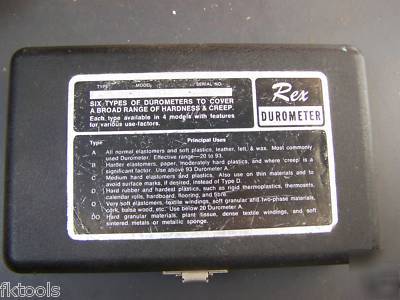 TYPE MODEL SERIAL NO.
SIX TYPES OF DUROMETERS TO COVER
A BROAD RANGE OF HARDNESS & CREEP.
Each type available in 4 models with features
for various use-factors.
Rex
DUROMETER
Type Principal Uses
A All normal elastomers and soft plastics, leather, felt, & wax. Most commonly
used Durometer. Effective range—20 to 93.
B Harder elastomers, paper, moderately hard plastics, and where 'creep' is a
significant factor. Use above 93 Durometer A.
C Medium hard elastomers and plastics. Also use on thin materials and to
avoid surface marks, if desired, instead of Type D.
D Hard rubber and hardest plastics, such as rigid thermoplastics, thermosets,
calendar rolls, hardboard, flooring, and fibre.
O Very soft elastomers, textile windings, soft granular and two-phase materials,
cork, balsa wood, etc. Use below 20 Durometer A.
DO Hard granular materials, plant tissue, dense textile windings, and soft
sintered metals or metallic sponge.
fktools